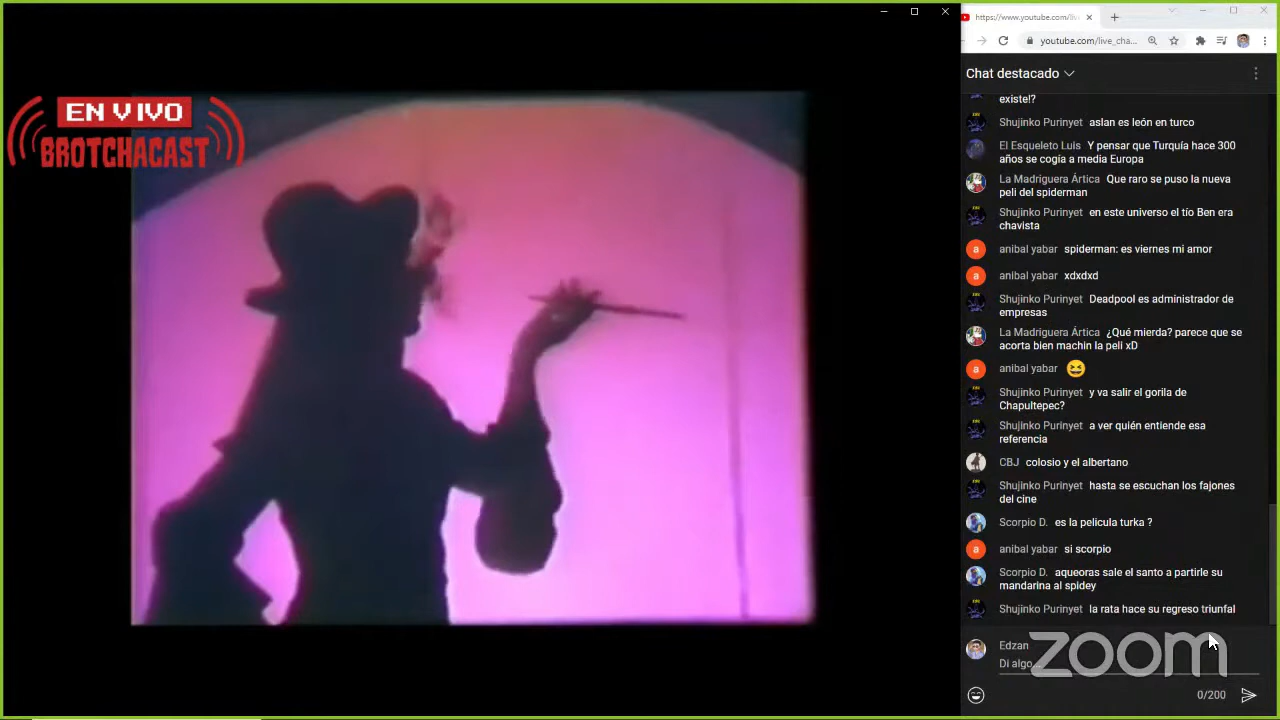 EN VIVO
BROTCHACAST
https://www.youtube.com/liv
youtube.com/live_cha...
Chat destacado
existe!?
Shujinko Purinyet aslan es león en turco
El Esqueleto Luis Y pensar que Turquía hace 300
años se cogía a media Europa
La Madriguera Ártica Que raro se puso la nueva
peli del spiderman
Shujinko Purinyet en este universo el tío Ben era
chavista
anibal yabar spiderman: es viernes mi amor
anibal yabar xdxdxd
Shujinko Purinyet Deadpool es administrador de
empresas
La Madriguera Ártica ¿Qué mierda? parece que se
acorta bien machin la peli xD
anibal yabar 😆
Shujinko Purinyet y va salir el gorila de
Chapultepec?
Shujinko Purinyet a ver quién entiende esa
referencia
CBJ colosio y el albertano
Shujinko Purinyet hasta se escuchan los fajones
del cine
Scorpio D. es la pelicula turka ?
anibal yabar si scorpio
Scorpio D. aqueoras sale el santo a partirle su
mandarina al spidey
Shujinko Purinyet la rata hace su regreso triunfal
Edzan
Di algo...
zoom
0/200